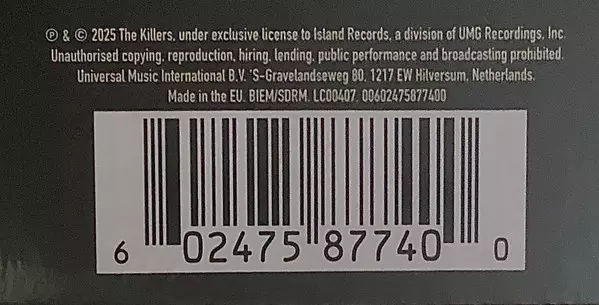 ℗ & © 2025 The Killers, under exclusive license to Island Records, a division of UMG Recordings, Inc.
Unauthorised copying, reproduction, hiring, lending, public performance and broadcasting prohibited.
Universal Music International B.V. 'S-Gravelandseweg 80, 1217 EW Hilversum, Netherlands.
Made in the EU. BIEM/SDRM. LC00407. 00602475877400
6 02475 87740 0